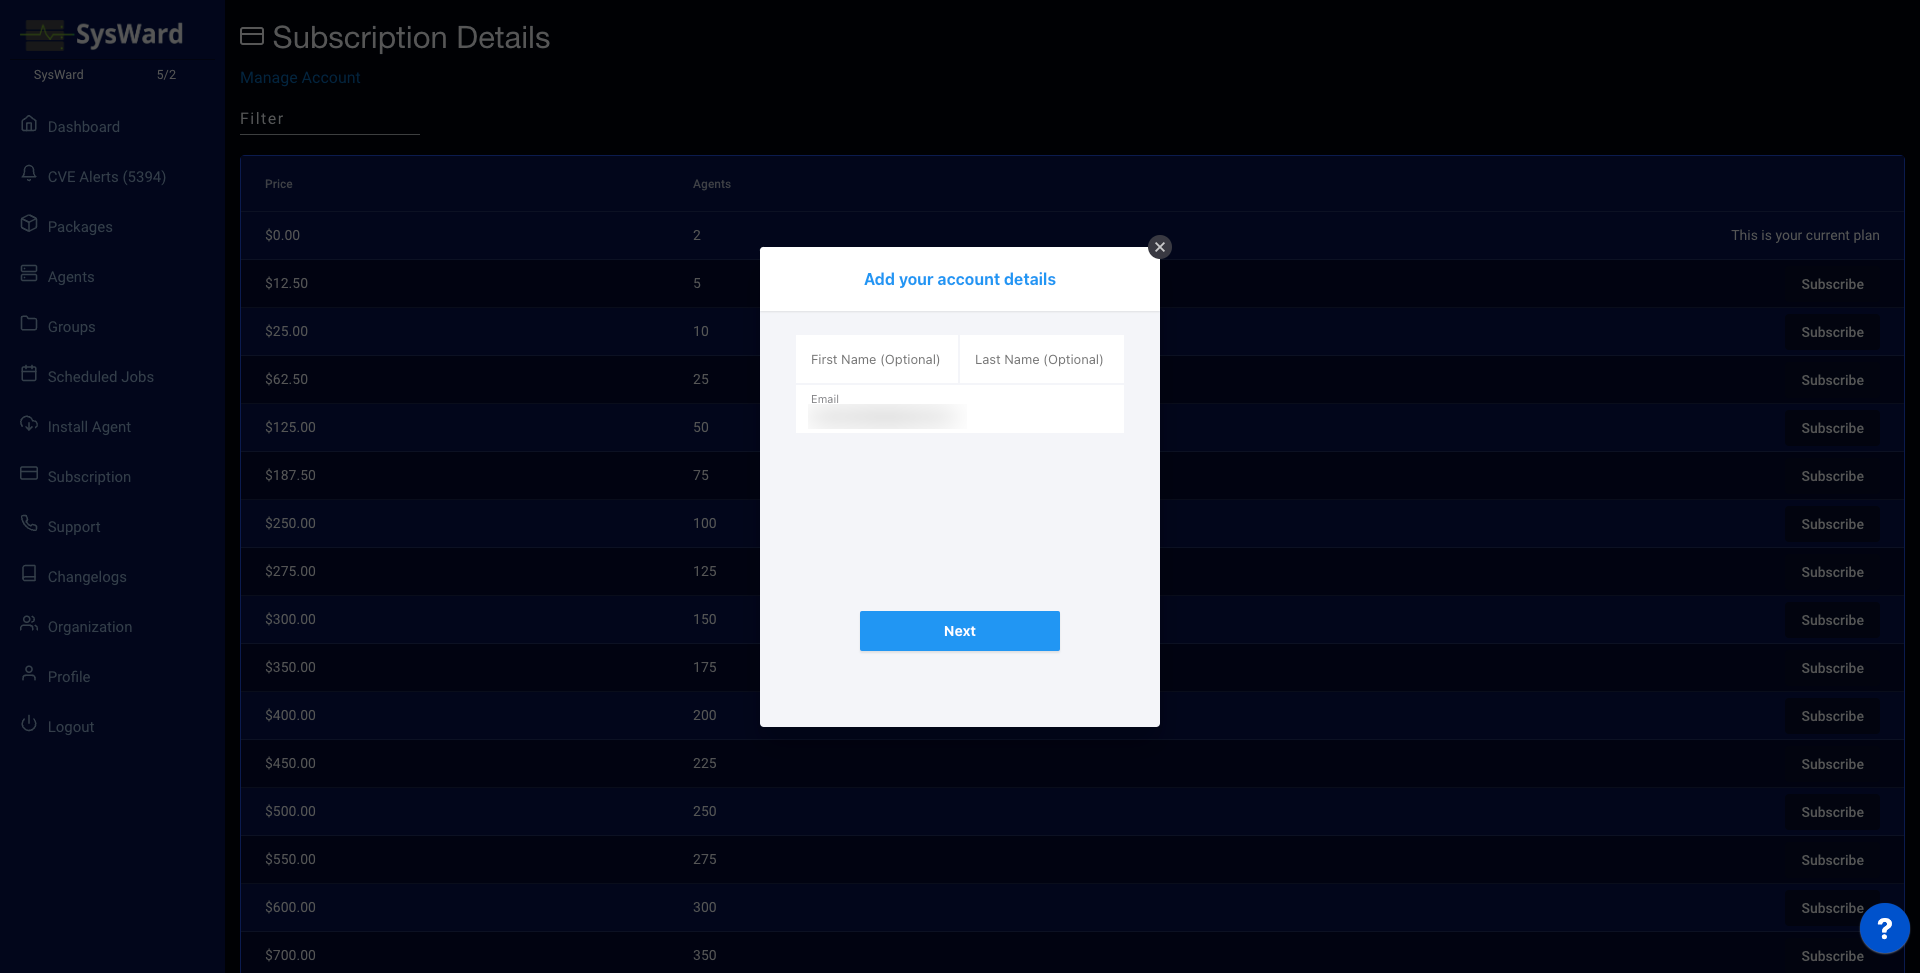 SysWard
SysWard 5/2
Dashboard
CVE Alerts (5394)
Packages
Agents
Groups
Scheduled Jobs
Install Agent
Subscription
Support
Changelogs
Organization
Profile
Logout
Subscription Details
Manage Account
Filter
Price Agents
$0.00 2 This is your current plan
$12.50 5 Subscribe
$25.00 10 Subscribe
$62.50 25 Subscribe
$125.00 50 Subscribe
$187.50 75 Subscribe
$250.00 100 Subscribe
$275.00 125 Subscribe
$300.00 150 Subscribe
$350.00 175 Subscribe
$400.00 200 Subscribe
$450.00 225 Subscribe
$500.00 250 Subscribe
$550.00 275 Subscribe
$600.00 300 Subscribe
$700.00 350 Subscribe
Add your account details
First Name (Optional) Last Name (Optional)
Email
Next
?